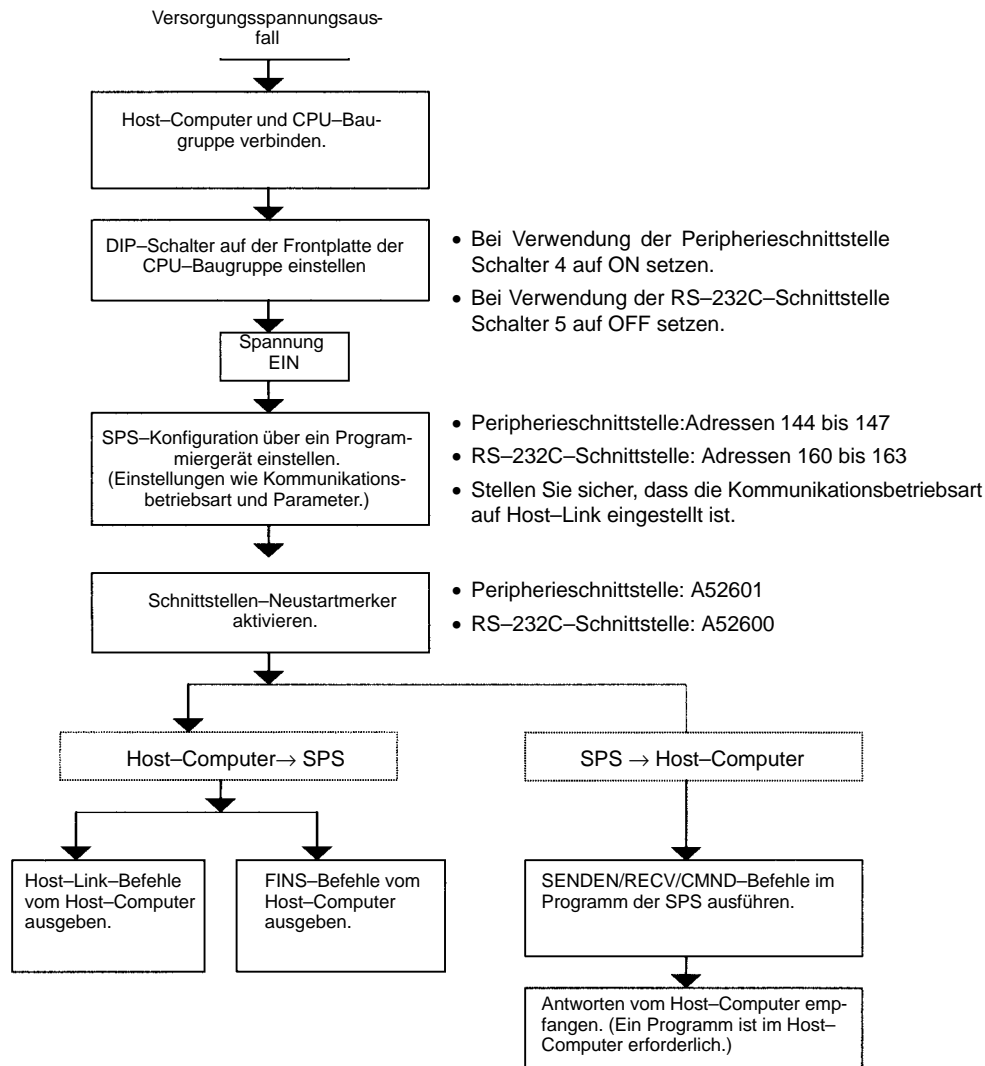 Versorgungsspannungsaus-
fall
Host–Computer und CPU–Bau-
gruppe verbinden.
DIP–Schalter auf der Frontplatte der
CPU–Baugruppe einstellen
• Bei Verwendung der Peripherieschnittstelle
Schalter 4 auf ON setzen.
• Bei Verwendung der RS–232C–Schnittstelle
Schalter 5 auf OFF setzen.
Spannung
EIN
SPS–Konfiguration über ein Program-
miergerät einstellen.
(Einstellungen wie Kommunikations-
betriebsart und Parameter.)
• Peripherieschnittstelle:Adressen 144 bis 147
• RS–232C–Schnittstelle: Adressen 160 bis 163
• Stellen Sie sicher, dass die Kommunikationsbetriebsart
auf Host–Link eingestellt ist.
Schnittstellen–Neustartmerker
aktivieren.
• Peripherieschnittstelle: A52601
• RS–232C–Schnittstelle: A52600
Host–Computer→ SPS
SPS → Host–Computer
Host–Link–Befehle
vom Host–Computer
ausgeben.
FINS–Befehle vom
Host–Computer
ausgeben.
SENDEN/RECV/CMND–Befehle im
Programm der SPS ausführen.
Antworten vom Host–Computer emp-
fangen. (Ein Programm ist im Host–
Computer erforderlich.)